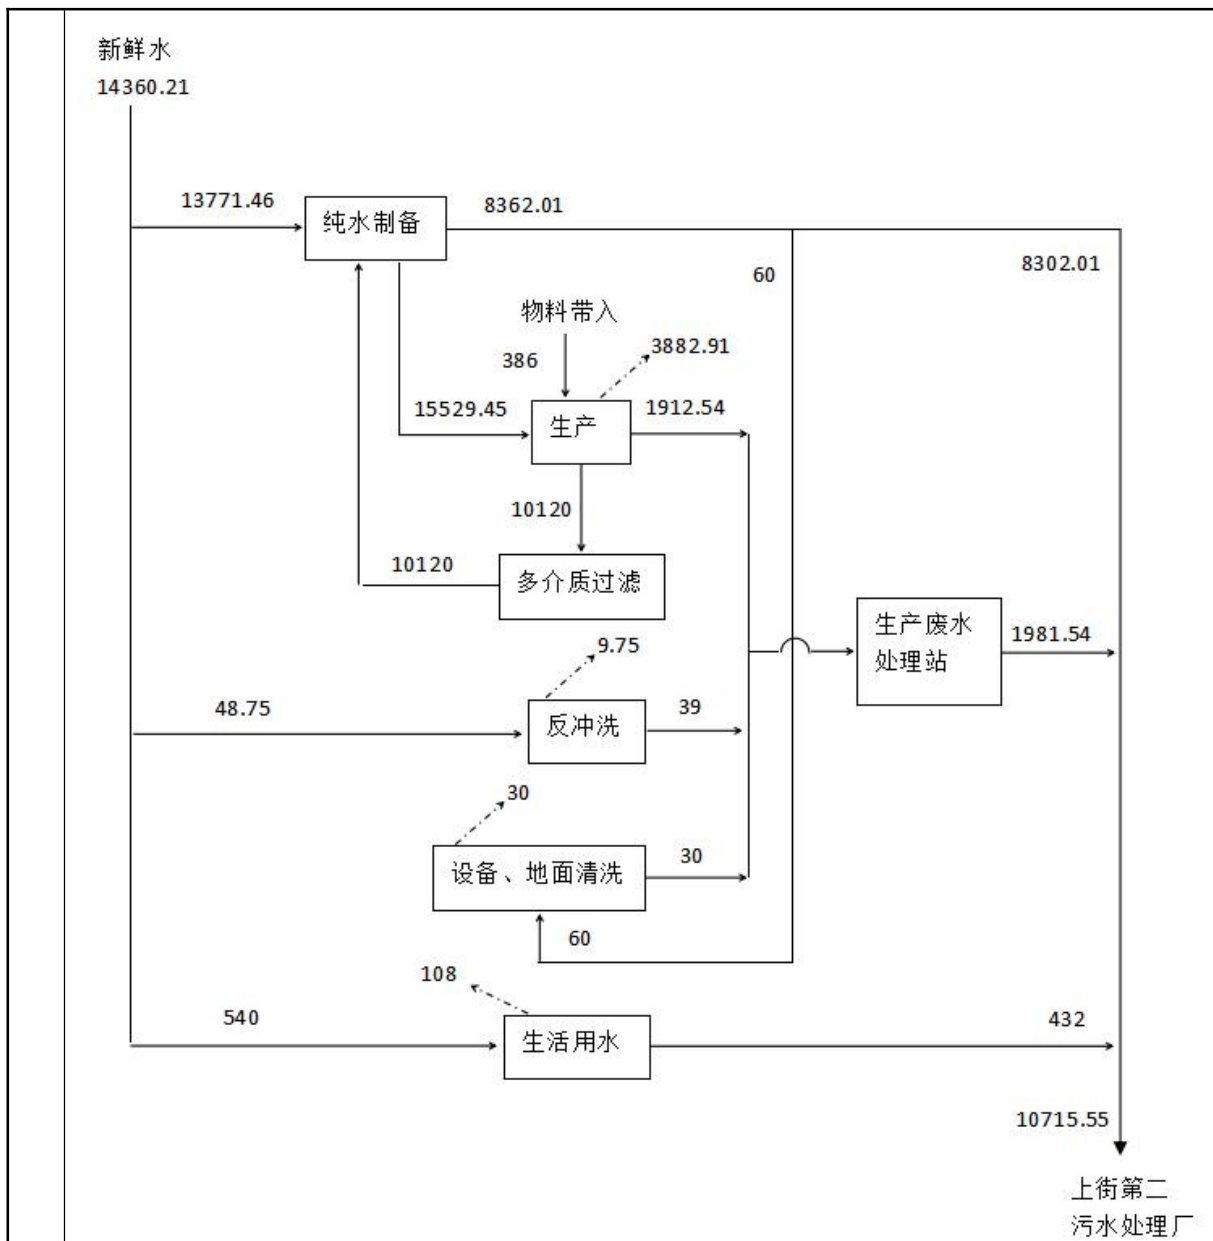 新鲜水
14360.21
13771.46
纯水制备
8362.01
8302.01
60
物料带入
386
3882.91
15529.45
生产
1912.54
10120
10120
多介质过滤
生产废水
处理站
1981.54
9.75
48.75
反冲洗
39
30
设备、地面清洗
30
60
108
540
生活用水
432
10715.55
上街第二
污水处理厂